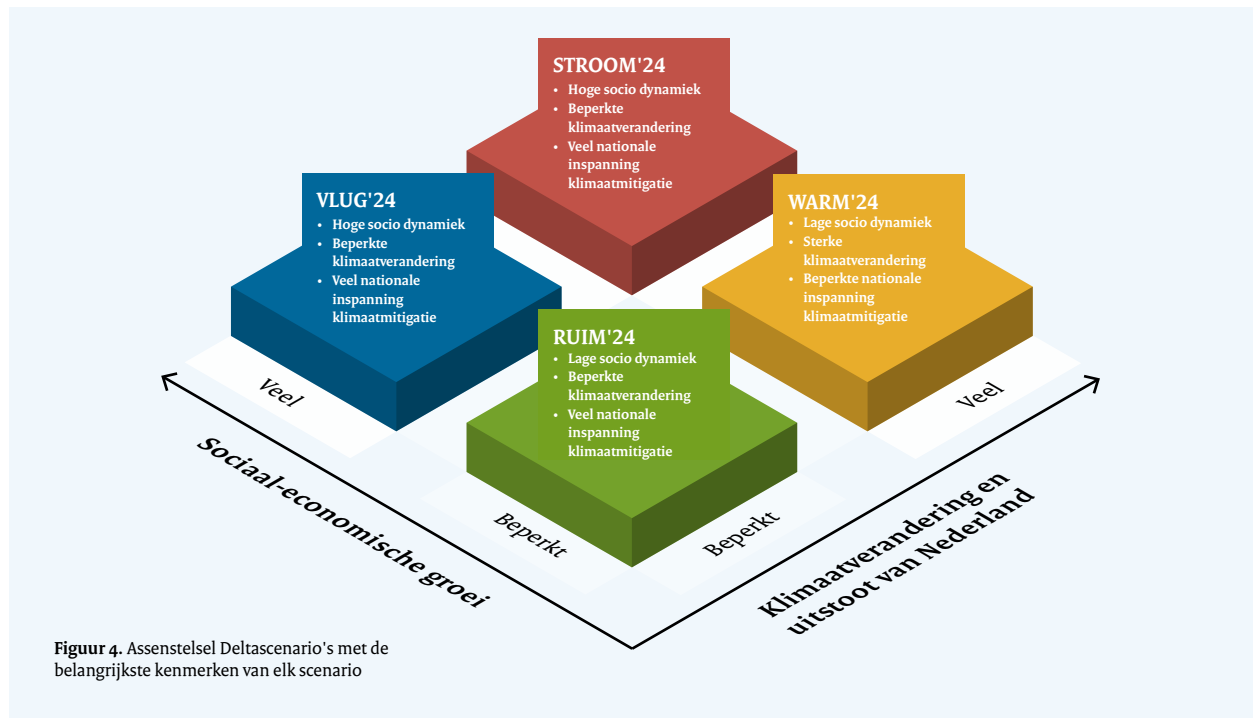 STROOM'24
• Hoge socio dynamiek
• Beperkte
klimaatverandering
• Veel nationale
inspanning
klimaatmitigatie
VLUG'24
• Hoge socio dynamiek
• Beperkte
klimaatverandering
• Veel nationale
inspanning
klimaatmitigatie
WARM'24
• Lage socio dynamiek
• Sterke
klimaatverandering
• Beperkte nationale
inspanning
klimaatmitigatie
RUIM'24
• Lage socio dynamiek
• Beperkte
klimaatverandering
• Veel nationale
inspanning
klimaatmitigatie
Veel
Beperkt
Sociaal-economische groei
Beperkt
Veel
Klimaatverandering en
uitstoot van Nederland
Figuur 4. Assenstelsel Deltascenario's met de
belangrijkste kenmerken van elk scenario